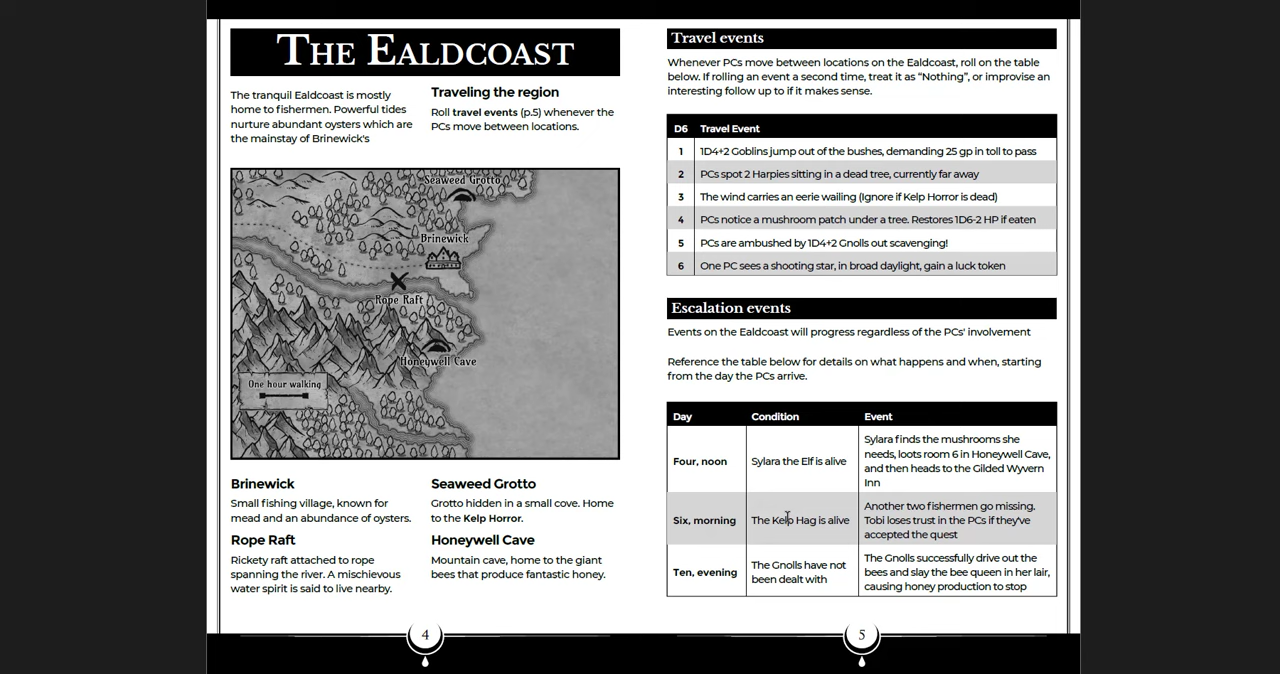 THE EALDCOAST
The tranquil Ealdcoast is mostly
home to fishermen. Powerful tides
nurture abundant oysters which are
the mainstay of Brinewick's
Traveling the region
Roll travel events (p.5) whenever the
PCs move between locations.
Seaweed Grotto
Brinewick
Rope Raft
Honeywell Cave
One hour walking
Brinewick
Small fishing village, known for
mead and an abundance of oysters.
Rope Raft
Rickety raft attached to rope
spanning the river. A mischievous
water spirit is said to live nearby.
Seaweed Grotto
Grotto hidden in a small cove. Home
to the Kelp Horror.
Honeywell Cave
Mountain cave, home to the giant
bees that produce fantastic honey.
4
Travel events
Whenever PCs move between locations on the Ealdcoast, roll on the table
below. If rolling an event a second time, treat it as “Nothing”, or improvise an
interesting follow up to if it makes sense.
D6 Travel Event
1 1D4+2 Goblins jump out of the bushes, demanding 25 gp in toll to pass
2 PCs spot 2 Harpies sitting in a dead tree, currently far away
3 The wind carries an eerie wailing (Ignore if Kelp Horror is dead)
4 PCs notice a mushroom patch under a tree. Restores 1D6-2 HP if eaten
5 PCs are ambushed by 1D4+2 Gnolls out scavenging!
6 One PC sees a shooting star, in broad daylight, gain a luck token
Escalation events
Events on the Ealdcoast will progress regardless of the PCs' involvement
Reference the table below for details on what happens and when, starting
from the day the PCs arrive.
Day Condition Event
Four, noon
Sylara the Elf is alive
Sylara finds the mushrooms she
needs, loots room 6 in Honeywell Cave,
and then heads to the Gilded Wyvern
Inn
Six, morning
The Kelp Hag is alive
Another two fishermen go missing.
Tobi loses trust in the PCs if they've
accepted the quest
Ten, evening
The Gnolls have not
been dealt with
The Gnolls successfully drive out the
bees and slay the bee queen in her lair,
causing honey production to stop
5